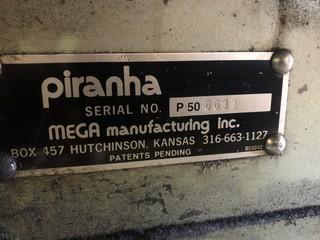 piranha
SERIAL NO. P 50
MEGA manufacturing inc.
BOX 457 HUTCHINSON, KANSAS 316-663-1127
PATENTS PENDING